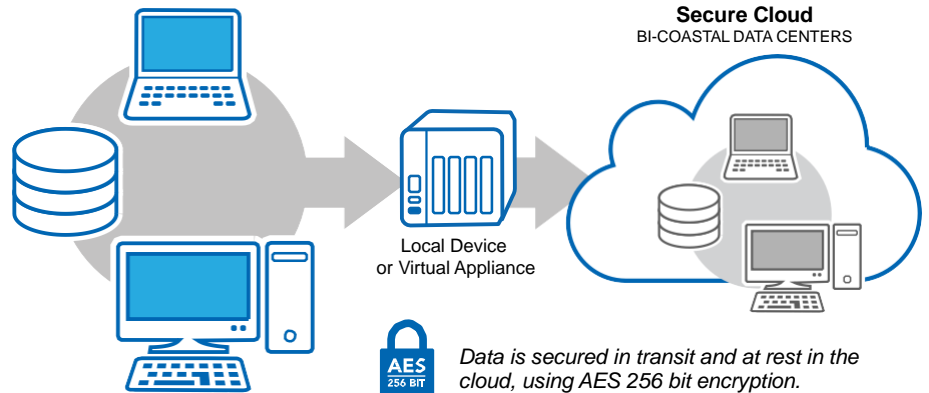 Secure Cloud
BI-COASTAL DATA CENTERS
Local Device
or Virtual Appliance
AES
256 BIT
Data is secured in transit and at rest in the
cloud, using AES 256 bit encryption.